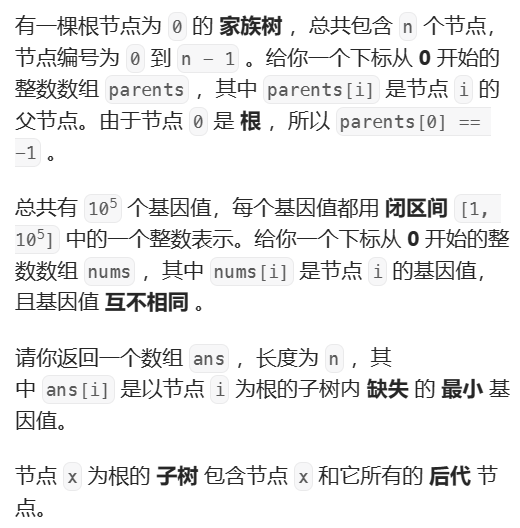 有一棵根节点为 0 的 家族树 ，总共包含 n 个节点，
节点编号为 0 到 n - 1 。给你一个下标从 0 开始的
整数数组 parents ，其中 parents[i] 是节点 i 的
父节点。由于节点 0 是 根 ，所以 parents[0] ==
-1 。
总共有 10⁵ 个基因值，每个基因值都用 闭区间 [1,
10⁵] 中的一个整数表示。给你一个下标从 0 开始的整
数数组 nums ，其中 nums[i] 是节点 i 的基因值，
且基因值 互不相同 。
请你返回一个数组 ans ，长度为 n ，其
中 ans[i] 是以节点 i 为根的子树内 缺失 的 最小 基
因值。
节点 x 为根的 子树 包含节点 x 和它所有的 后代 节
点。